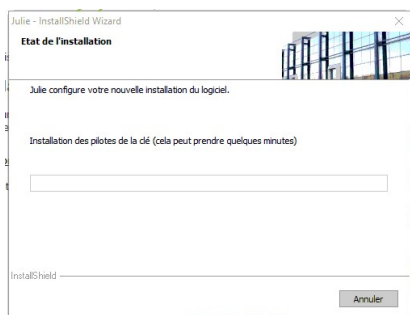 Julie - InstallShield Wizard
Etat de l'installation
Julie configure votre nouvelle installation du logiciel.
Installation des pilotes de la clé (cela peut prendre quelques minutes)
InstallShield
Annuler